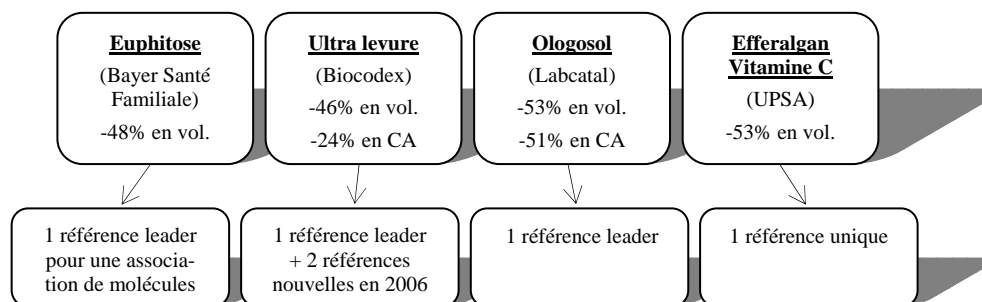 Euphitose
(Bayer Santé
Familiale)
-48% en vol.
Ultra levure
(Biocodex)
-46% en vol.
-24% en CA
Ologosol
(Labcatal)
-53% en vol.
-51% en CA
Efferalgan
Vitamine C
(UPSA)
-53% en vol.
1 référence leader
pour une associa-
tion de molécules
1 référence leader
+ 2 références
nouvelles en 2006
1 référence leader
1 référence unique